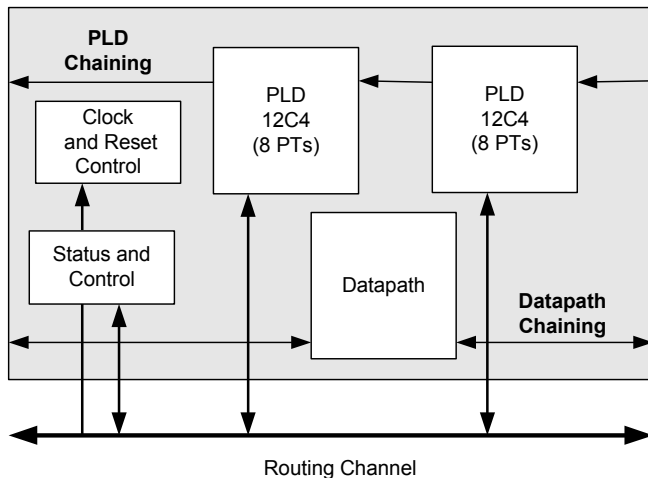 PLD
Chaining
PLD
12C4
(8 PTs)
PLD
12C4
(8 PTs)
Clock
and Reset
Control
Status and
Control
Datapath
Datapath
Chaining
Routing Channel